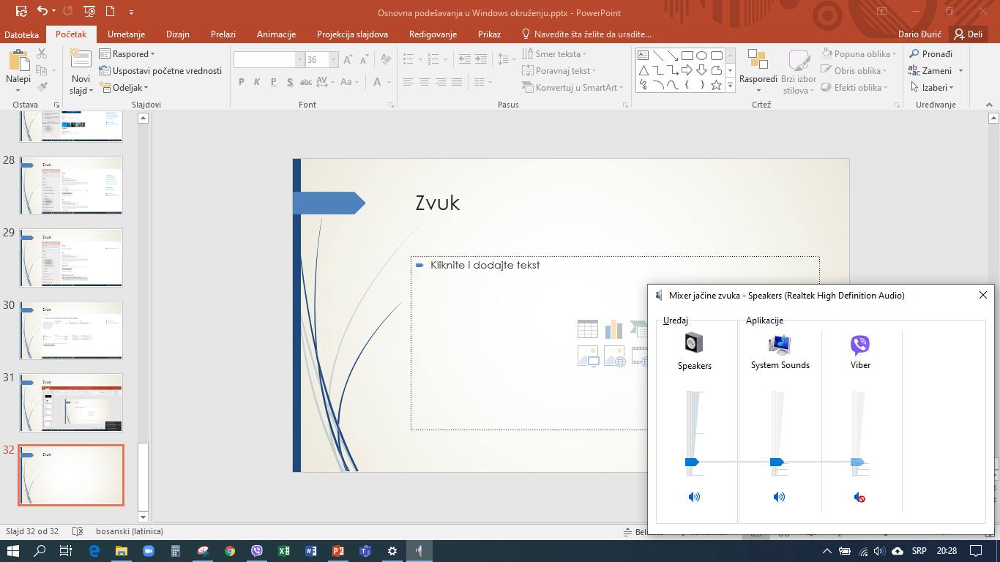 Osnovna podešavanja u Windows okruženju.pptx - PowerPoint
Datoteka
Početak
Umetanje
Dizajn
Prelazi
Animacije
Projekcija slajdova
Redigovanje
Prikaz
Navedite šta želite da uradite...
Dario Đurić
Deli
Nalepi
Ostava
Novi
slajd
Raspored
Uspostavi početne vrednosti
Odeljak
Slajdovi
36
P K P S abc AV Aa A
Font
Smer teksta
Poravnaj tekst
Konvertuj u SmartArt
Pasus
Rasporedi
Brzi izbor
stilova
Popuna oblika
Obris oblika
Efekti oblika
Crtež
Pronađi
Zameni
Izaberi
Uređivanje
28
Zvuk
29
Zvuk
30
Zvuk
31
Zvuk
32
Zvuk
Zvuk
Kliknite i dodajte tekst
Mixer jačine zvuka - Speakers (Realtek High Definition Audio)
Uređaj
Aplikacije
Speakers
System Sounds
Viber
Slajd 32 od 32
bosanski (latinica)
SRP
20:28